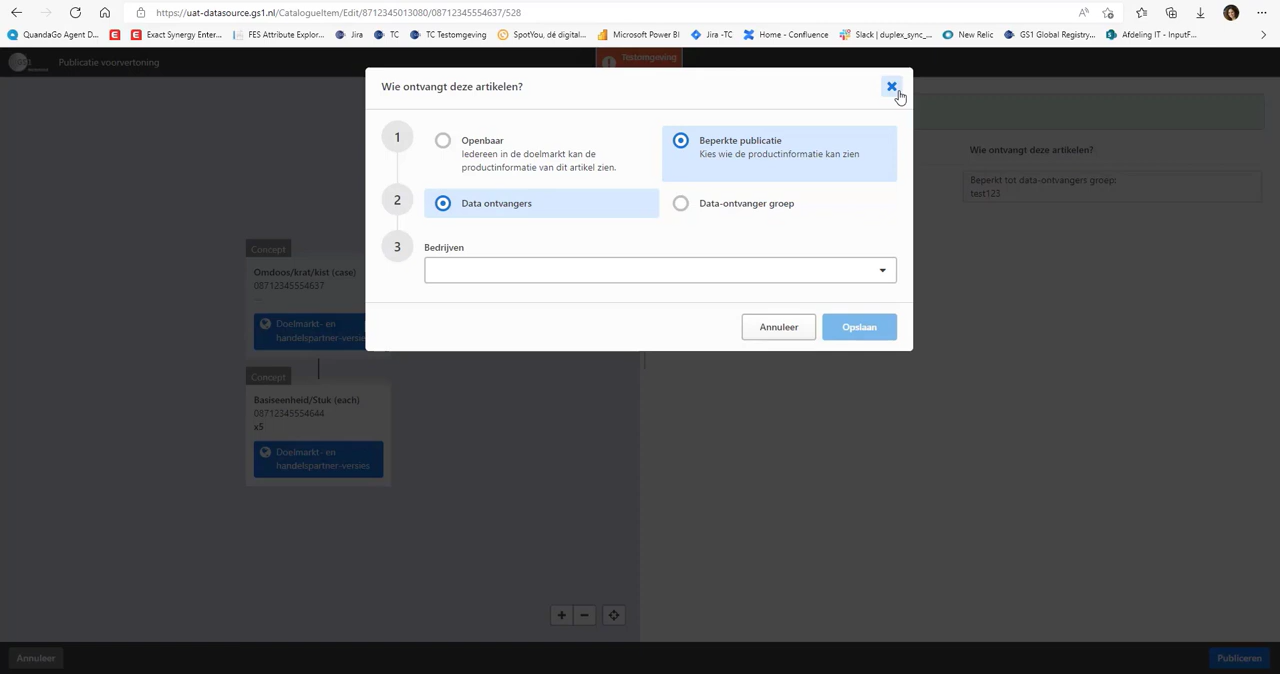 https://uat-datasource.gs1.nl/CatalogueItem/Edit/8712345013080/08712345554637/528
QuandaGo Agent D...
Exact Synergy Enter...
FES Attribute Explor...
Jira
TC
TC Testomgeving
SpotYou, dé digital...
Microsoft Power BI
Jira -TC
Home - Confluence
Slack | duplex_sync_...
New Relic
GS1 Global Registry...
Afdeling IT - InputF...
Publicatie voorvertoning
Testomgeving
Wie ontvangt deze artikelen?
1
Openbaar
Iedereen in de doelmarkt kan de
productinformatie van dit artikel zien.
Beperkte publicatie
Kies wie de productinformatie kan zien
2
Data ontvangers
Data-ontvanger groep
3
Bedrijven
Annuleer
Opslaan
Wie ontvangt deze artikelen?
Beperkt tot data-ontvangers groep:
test123
Concept
Omdoos/krat/kist (case)
08712345554637
Doelmarkt- en
handelspartner-versies
Concept
Basiseenheid/Stuk (each)
08712345554644
x5
Doelmarkt- en
handelspartner-versies
Annuleer
Publiceren